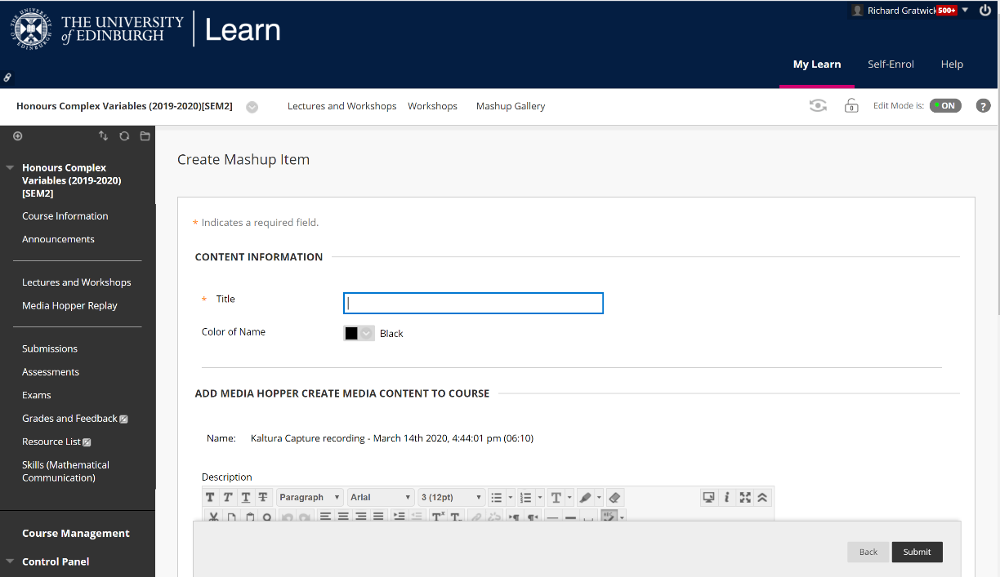 THE UNIVERSITY
of EDINBURGH
Learn
Richard Gratwick 500+
My Learn Self-Enrol Help
Honours Complex Variables (2019-2020)[SEM2] Lectures and Workshops Workshops Mashup Gallery Edit Mode is: ON ?
Honours Complex
Variables (2019-2020)
[SEM2]
Course Information
Announcements
Lectures and Workshops
Media Hopper Replay
Submissions
Assessments
Exams
Grades and Feedback
Resource List
Skills (Mathematical
Communication)
Course Management
Control Panel
Create Mashup Item
* Indicates a required field.
CONTENT INFORMATION
* Title
Color of Name Black
ADD MEDIA HOPPER CREATE MEDIA CONTENT TO COURSE
Name: Kaltura Capture recording - March 14th 2020, 4:44:01 pm (06:10)
Description
T T T T Paragraph Arial 3 (12pt) T i
Tx Tx ABC
Back Submit